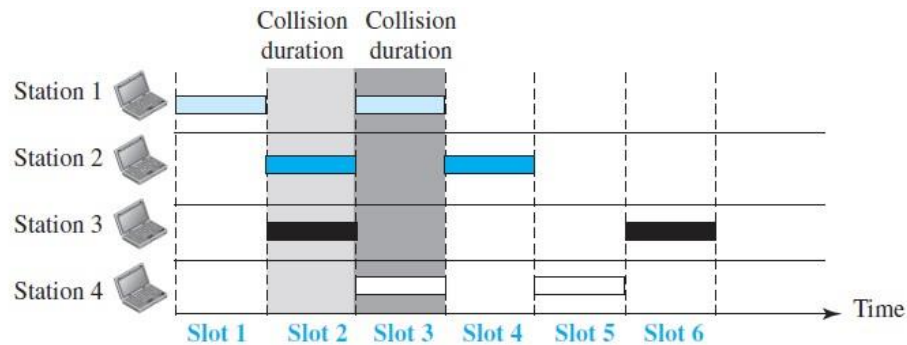 Collision Collision
duration duration
Station 1
Station 2
Station 3
Station 4
Time
Slot 1 Slot 2 Slot 3 Slot 4 Slot 5 Slot 6